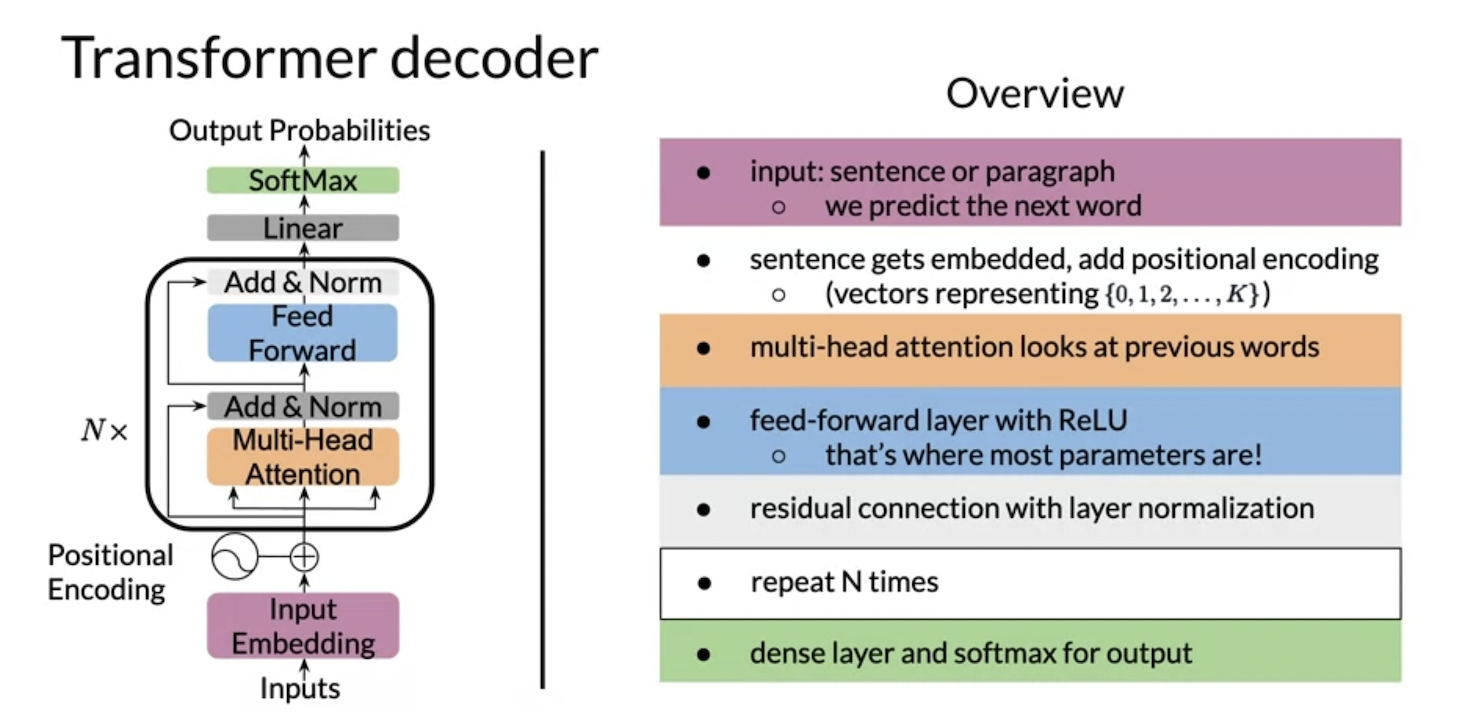 Transformer decoder
Output Probabilities
SoftMax
Linear
Add & Norm
Feed
Forward
Add & Norm
Multi-Head
Attention
N×
Positional
Encoding
Input
Embedding
Inputs
Overview
● input: sentence or paragraph
○ we predict the next word
● sentence gets embedded, add positional encoding
○ (vectors representing {0, 1, 2, . . . , K})
● multi-head attention looks at previous words
● feed-forward layer with ReLU
○ that's where most parameters are!
● residual connection with layer normalization
● repeat N times
● dense layer and softmax for output